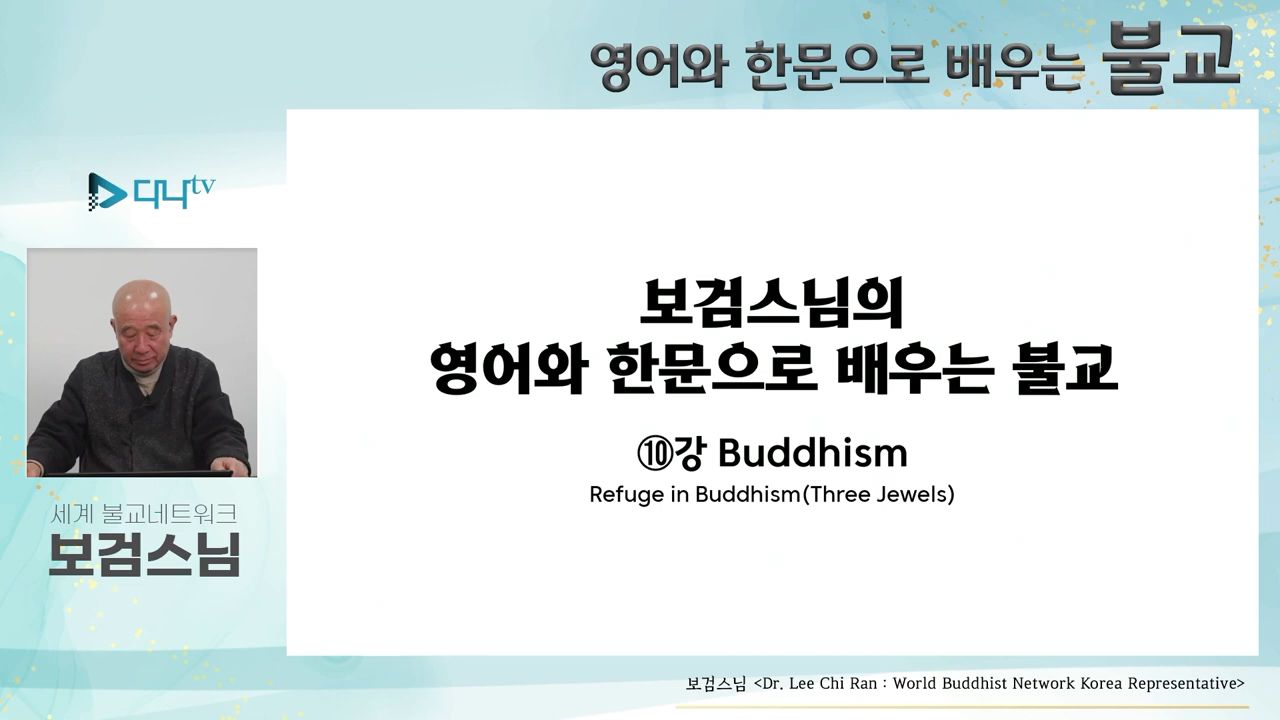 영어와 한문으로 배우는 불교
디나tv
보검스님의
영어와 한문으로 배우는 불교
⑩강 Buddhism
Refuge in Buddhism(Three Jewels)
세계 불교네트워크
보검스님
보검스님 <Dr. Lee Chi Ran : World Buddhist Network Korea Representative>